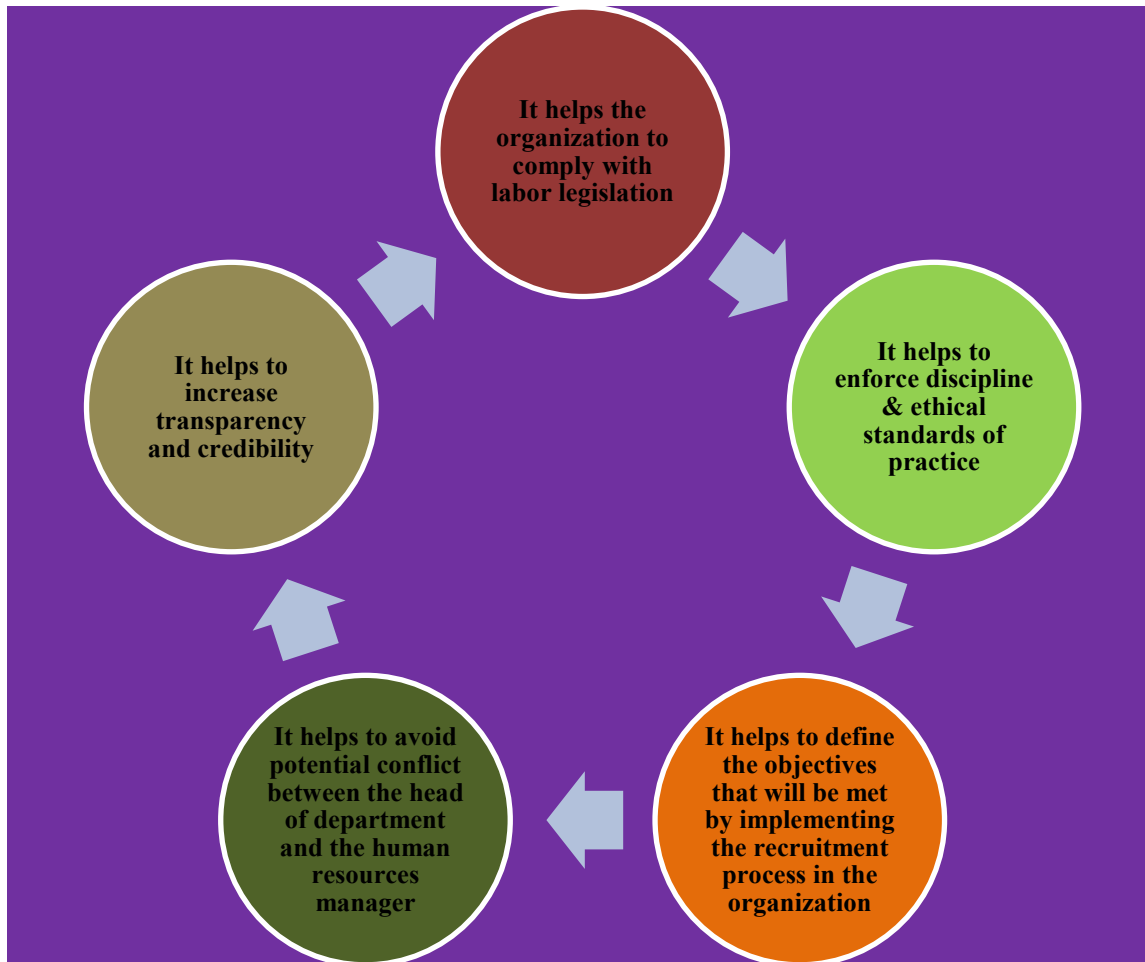 It helps the
organization to
comply with
labor legislation
It helps to
enforce discipline
& ethical
standards of
practice
It helps to define
the objectives
that will be met
by implementing
the recruitment
process in the
organization
It helps to avoid
potential conflict
between the head
of department
and the human
resources
manager
It helps to
increase
transparency
and credibility